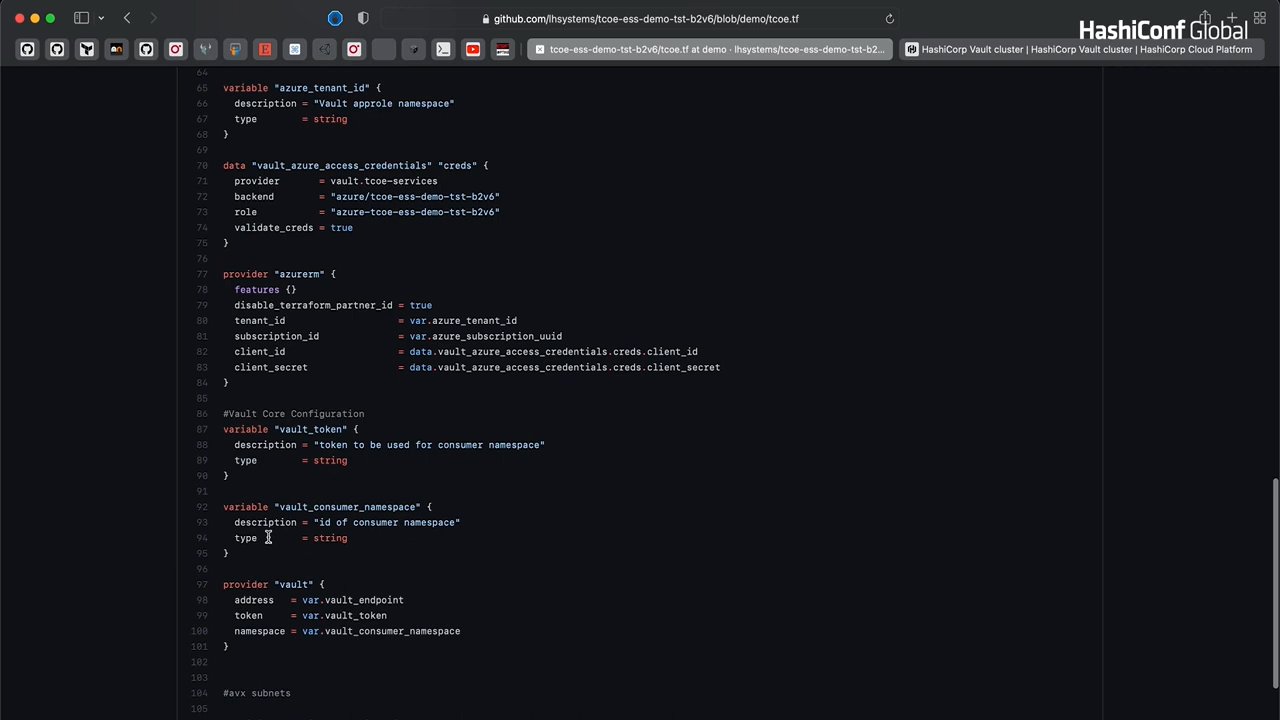 github.com/lhsystems/tcoe-ess-demo-tst-b2v6/blob/demo/tcoe.tf
HashiConf Global
tcoe-ess-demo-tst-b2v6/tcoe.tf at demo · lhsystems/tcoe-ess-demo-tst-b2...
HashiCorp Vault cluster | HashiCorp Vault cluster | HashiCorp Cloud Platform
64
65 variable "azure_tenant_id" {
66 description = "Vault approle namespace"
67 type = string
68 }
69
70 data "vault_azure_access_credentials" "creds" {
71 provider = vault.tcoe-services
72 backend = "azure/tcoe-ess-demo-tst-b2v6"
73 role = "azure-tcoe-ess-demo-tst-b2v6"
74 validate_creds = true
75 }
76
77 provider "azurerm" {
78 features {}
79 disable_terraform_partner_id = true
80 tenant_id = var.azure_tenant_id
81 subscription_id = var.azure_subscription_uuid
82 client_id = data.vault_azure_access_credentials.creds.client_id
83 client_secret = data.vault_azure_access_credentials.creds.client_secret
84 }
85
86 #Vault Core Configuration
87 variable "vault_token" {
88 description = "token to be used for consumer namespace"
89 type = string
90 }
91
92 variable "vault_consumer_namespace" {
93 description = "id of consumer namespace"
94 type = string
95 }
96
97 provider "vault" {
98 address = var.vault_endpoint
99 token = var.vault_token
100 namespace = var.vault_consumer_namespace
101 }
102
103
104 #avx subnets
105